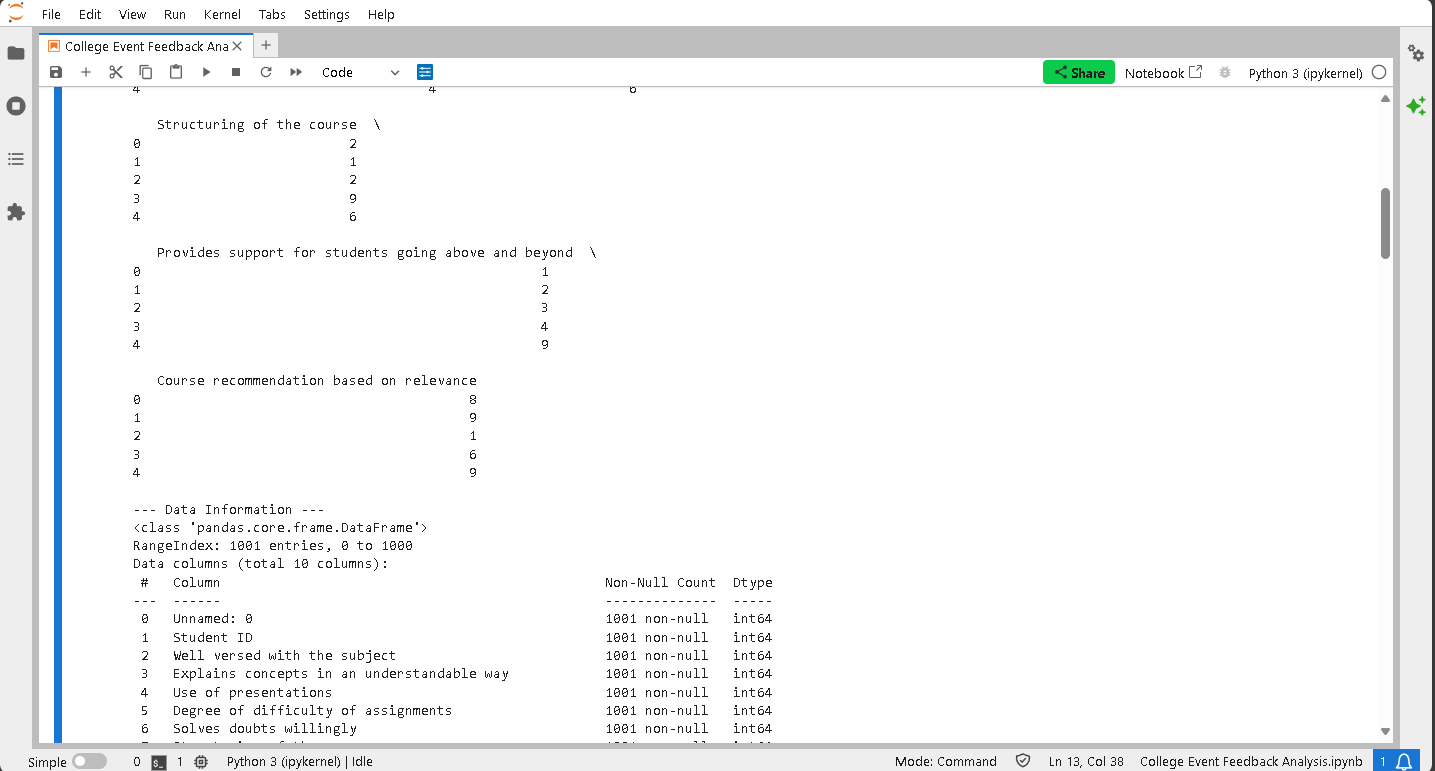 File Edit View Run Kernel Tabs Settings Help
College Event Feedback Ana
Code
Share
Notebook
Python 3 (ipykernel)
4 4 6
Structuring of the course \
0 2
1 1
2 2
3 9
4 6
Provides support for students going above and beyond \
0 1
1 2
2 3
3 4
4 9
Course recommendation based on relevance
0 8
1 9
2 1
3 6
4 9
--- Data Information ---
<class 'pandas.core.frame.DataFrame'>
RangeIndex: 1001 entries, 0 to 1000
Data columns (total 10 columns):
# Column Non-Null Count Dtype
--- ------ -------------- -----
0 Unnamed: 0 1001 non-null int64
1 Student ID 1001 non-null int64
2 Well versed with the subject 1001 non-null int64
3 Explains concepts in an understandable way 1001 non-null int64
4 Use of presentations 1001 non-null int64
5 Degree of difficulty of assignments 1001 non-null int64
6 Solves doubts willingly 1001 non-null int64
Simple 0 1 Python 3 (ipykernel) | Idle Mode: Command Ln 13, Col 38 College Event Feedback Analysis.ipynb 1